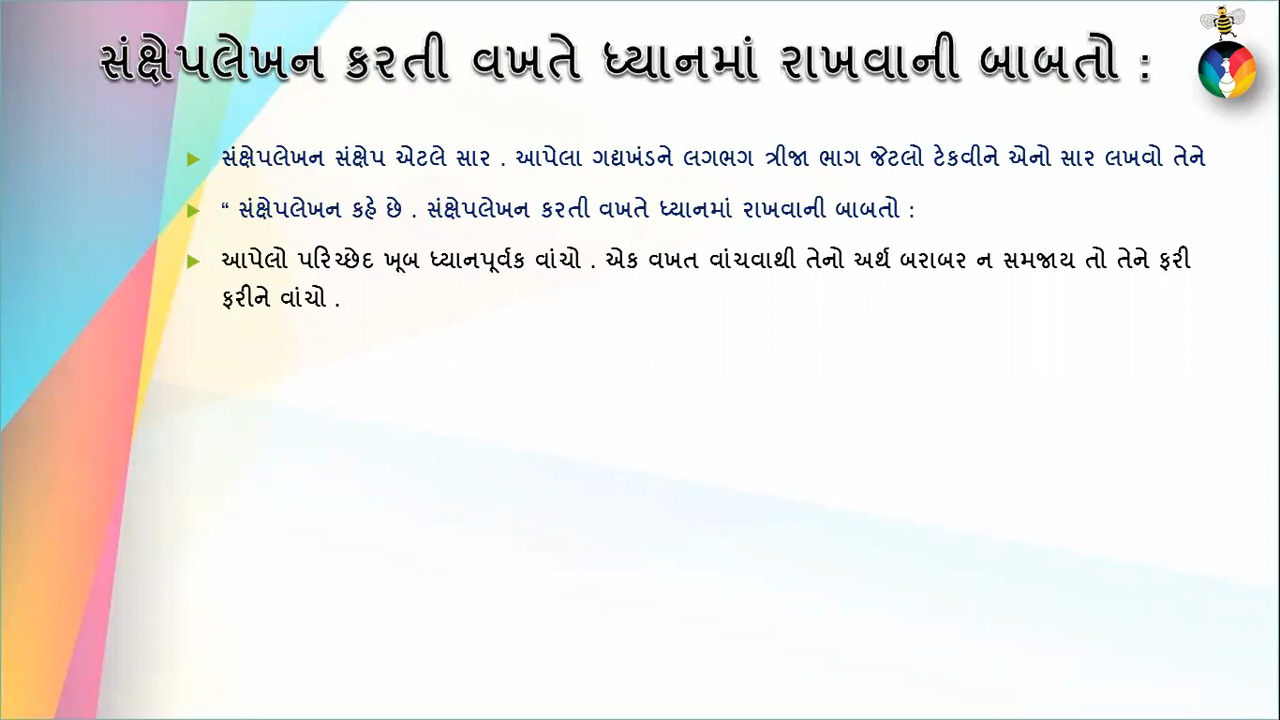 સંક્ષેપલેખન કરતી વખતે ધ્યાનમાં રાખવાની બાબતો :
સંક્ષેપલેખન સંક્ષેપ એટલે સાર . આપેલા ગદ્યખંડને લગભગ ત્રીજા ભાગ જેટલો ટેકવીને એનો સાર લખવો તેને
“ સંક્ષેપલેખન કહે છે . સંક્ષેપલેખન કરતી વખતે ધ્યાનમાં રાખવાની બાબતો :
આપેલો પરિચ્છેદ ખૂબ ધ્યાનપૂર્વક વાંચો . એક વખત વાંચવાથી તેનો અર્થ બરાબર ન સમજાય તો તેને ફરી
ફરીને વાંચો .